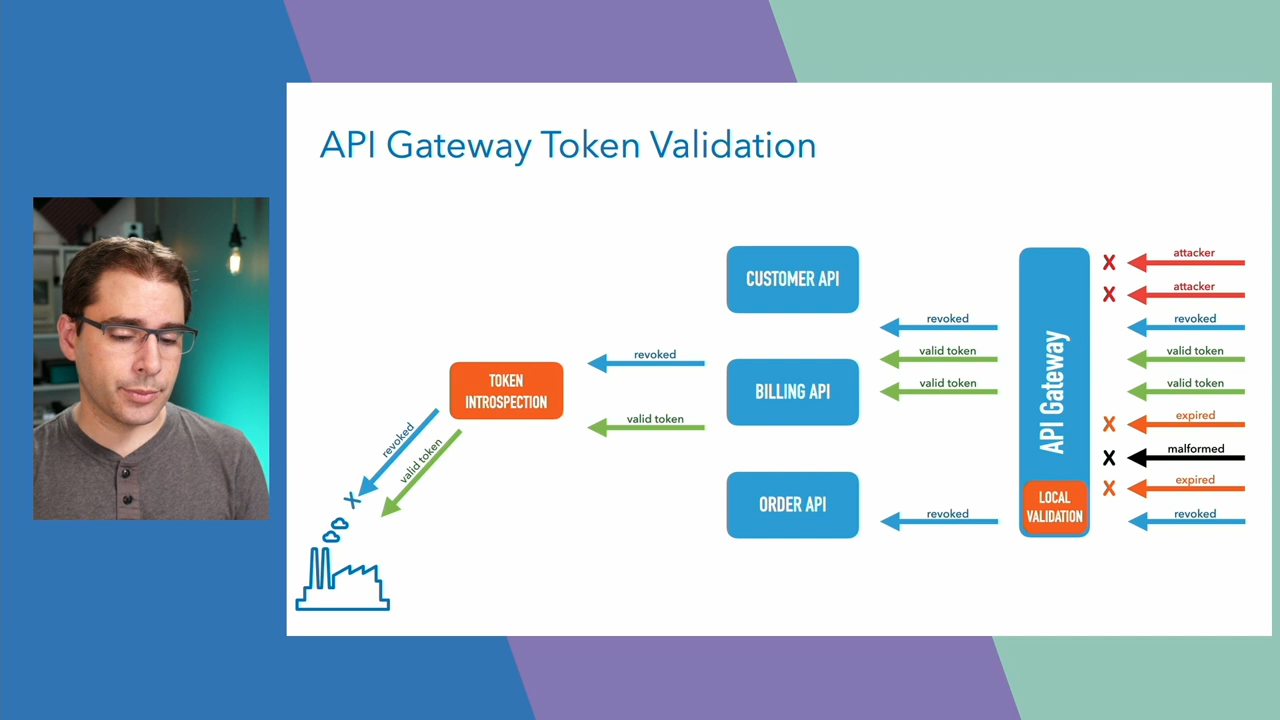 API Gateway Token Validation
CUSTOMER API
BILLING API
ORDER API
TOKEN
INTROSPECTION
API Gateway
LOCAL
VALIDATION
attacker
attacker
revoked
valid token
valid token
expired
malformed
expired
revoked
X
X
X
X
X
revoked
valid token
valid token
revoked
revoked
valid token
revoked
valid token
X